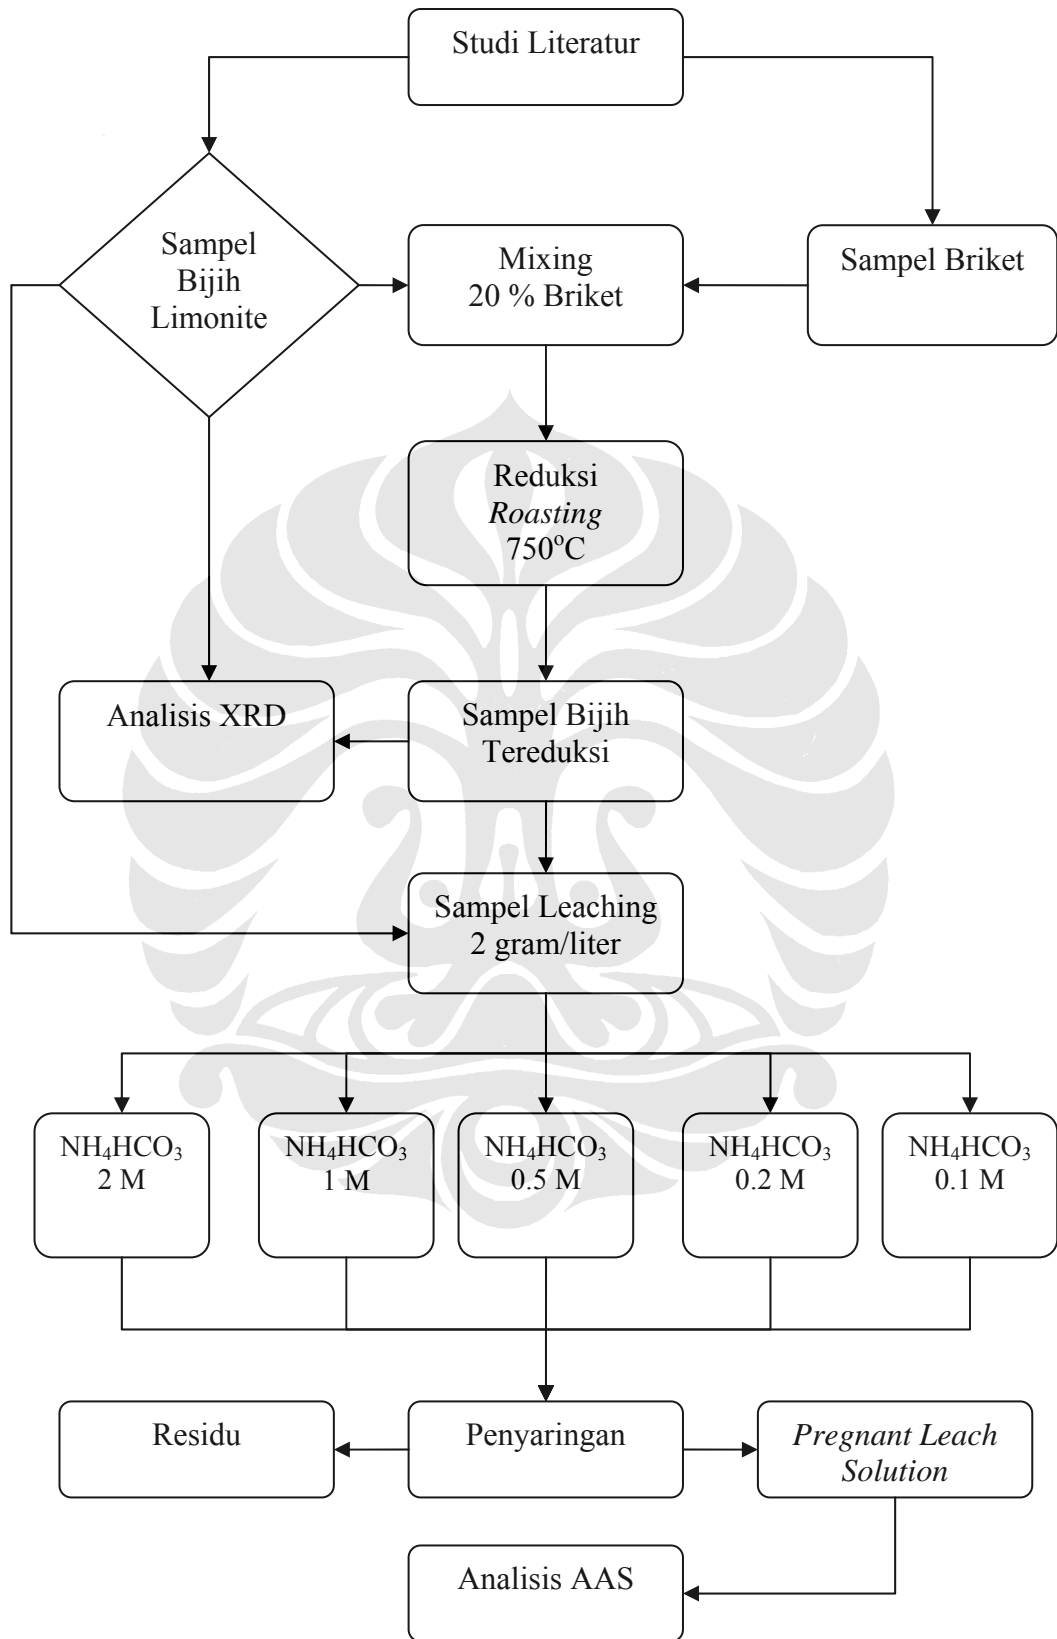 Studi Literatur
Sampel
Bijih
Limonite
Mixing
20 % Briket
Sampel Briket
Reduksi
Roasting
750°C
Analisis XRD
Sampel Bijih
Tereduksi
Sampel Leaching
2 gram/liter
NH₄HCO₃
2 M
NH₄HCO₃
1 M
NH₄HCO₃
0.5 M
NH₄HCO₃
0.2 M
NH₄HCO₃
0.1 M
Residu
Penyaringan
Pregnant Leach
Solution
Analisis AAS